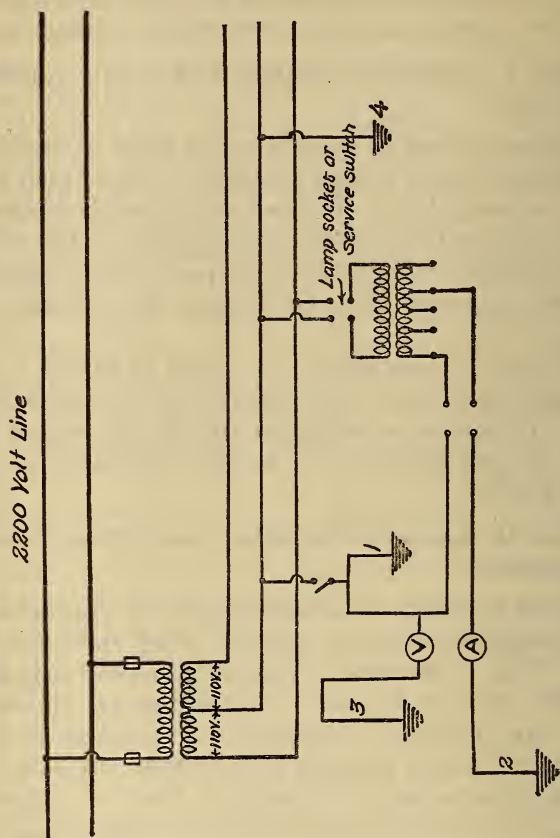 2200 Volt Line
Lamp socket or
service switch
4
110V.
110V.
1
3
V
A
2